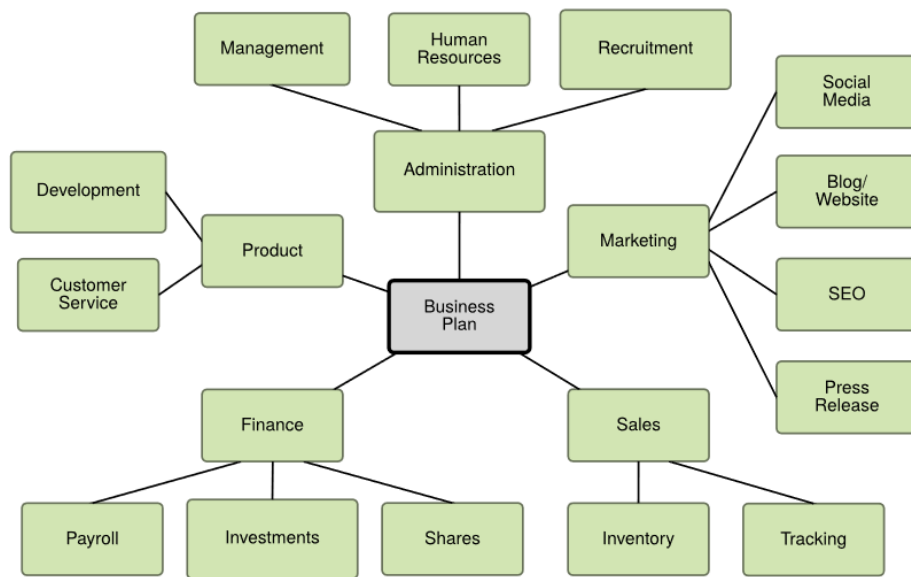 Management
Human
Resources
Recruitment
Social
Media
Administration
Development
Blog/
Website
Product
Marketing
Customer
Service
Business
Plan
SEO
Press
Release
Finance
Sales
Payroll
Investments
Shares
Inventory
Tracking